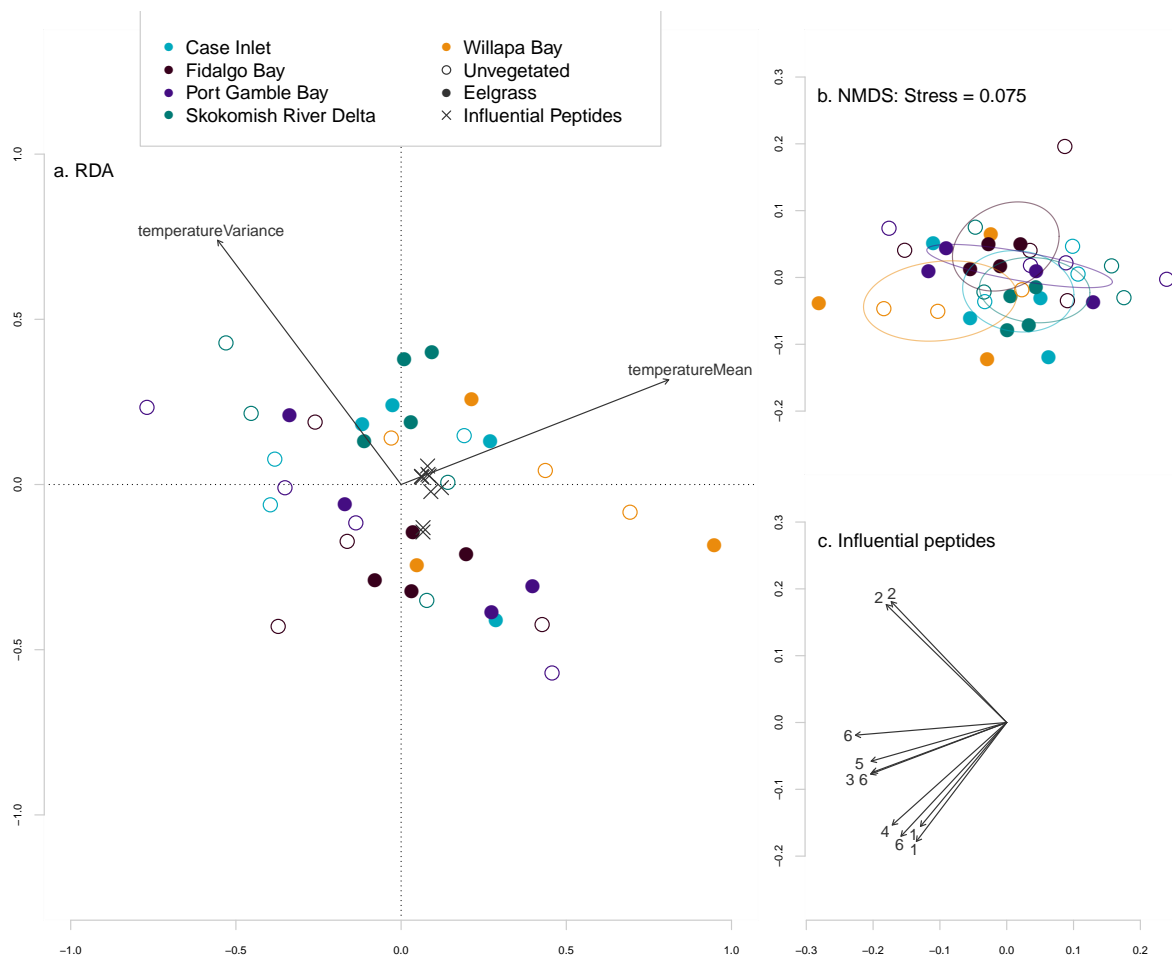 Case Inlet
Fidalgo Bay
Port Gamble Bay
Skokomish River Delta
Willapa Bay
Unvegetated
Eelgrass
Influential Peptides
a. RDA
temperatureVariance
temperatureMean
1.0
0.5
0.0
−0.5
−1.0
−1.0
−0.5
0.0
0.5
1.0
b. NMDS: Stress = 0.075
0.3
0.2
0.1
0.0
−0.1
−0.2
c. Influential peptides
0.3
0.2
0.1
0.0
−0.1
−0.2
2 2
6
5
3 6
4
1
6
1
−0.3
−0.2
−0.1
0.0
0.1
0.2